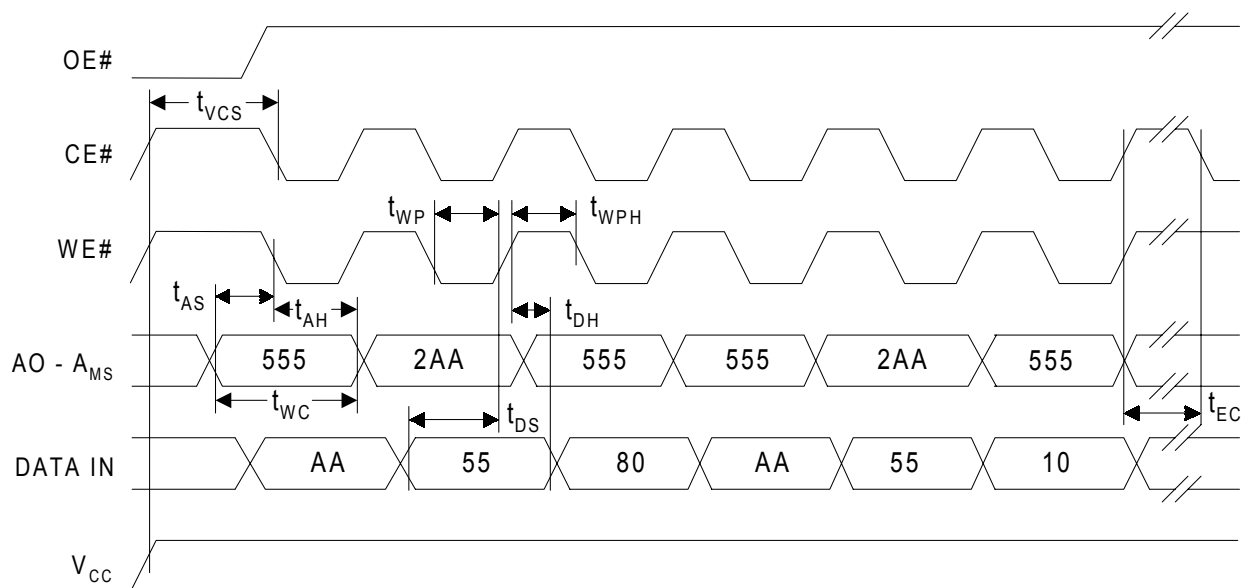 OE#
tVCS
CE#
tWP tWPH
WE#
tAS tAH tDH
AO - AMS 555 2AA 555 555 2AA 555
tWC tDS tEC
DATA IN AA 55 80 AA 55 10
VCC